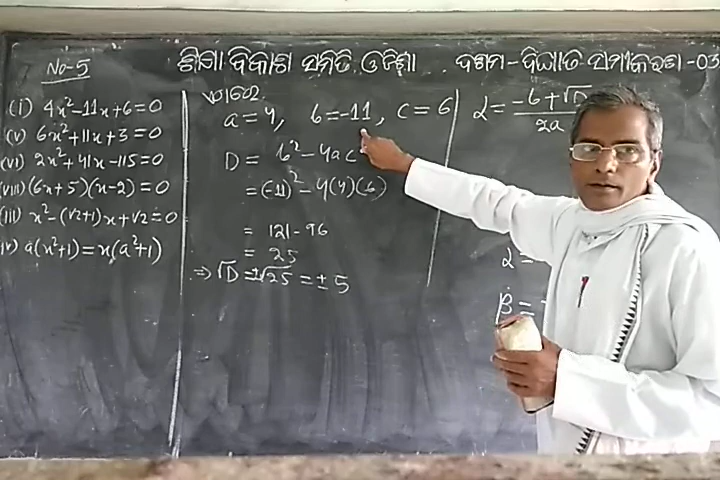 ଶିକ୍ଷା ବିକାଶ ସମିତି ଓଡ଼ିଶା . ଦଶମ - ଦ୍ବିଘାତ ସମୀକରଣ - 03
No-5
(i) 4x²-11x+6=0
(v) 6x²+11x+3=0
(vi) 2x²+41x-115=0
(viii) (6x+5)(x-2)=0
(iii) x²-(√2+1)x+√2=0
(iv) a(x²+1)=x(a²+1)
ଏଠାରେ
a=4, b=-11, c=6
D = b²-4ac
=(-11)²-4(4)(6)
= 121-96
= 25
⇒ √D = ±√25 = ±5
α = -b+√D
2a
α =
β =